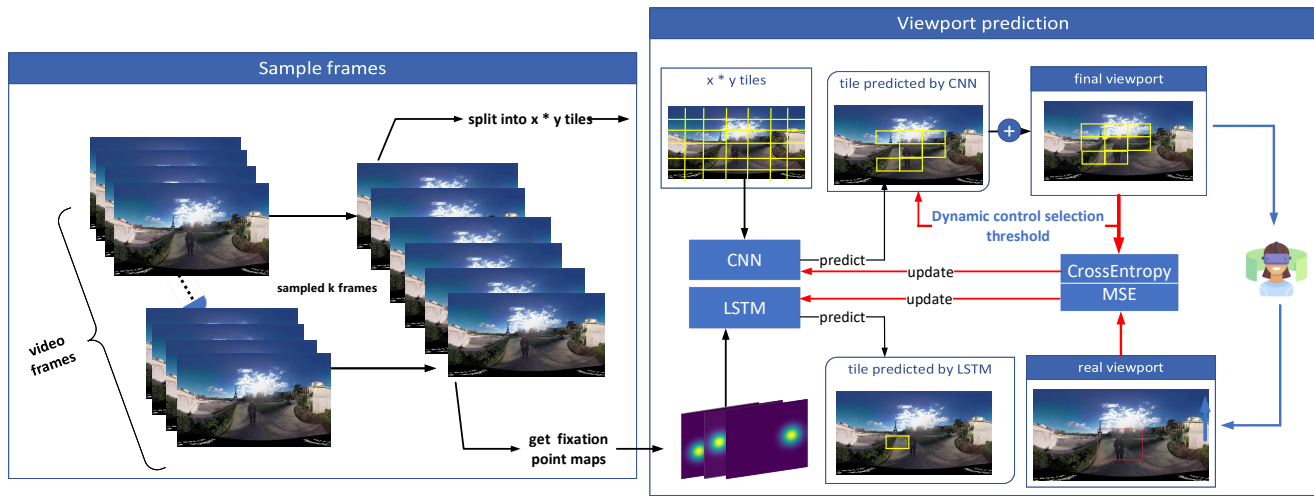 Sample frames
split into x * y tiles
sampled k frames
video
frames
get fixation
point maps
Viewport prediction
x * y tiles
tile predicted by CNN
final viewport
+
Dynamic control selection
threshold
CNN
predict
update
CrossEntropy
MSE
LSTM
update
predict
tile predicted by LSTM
real viewport